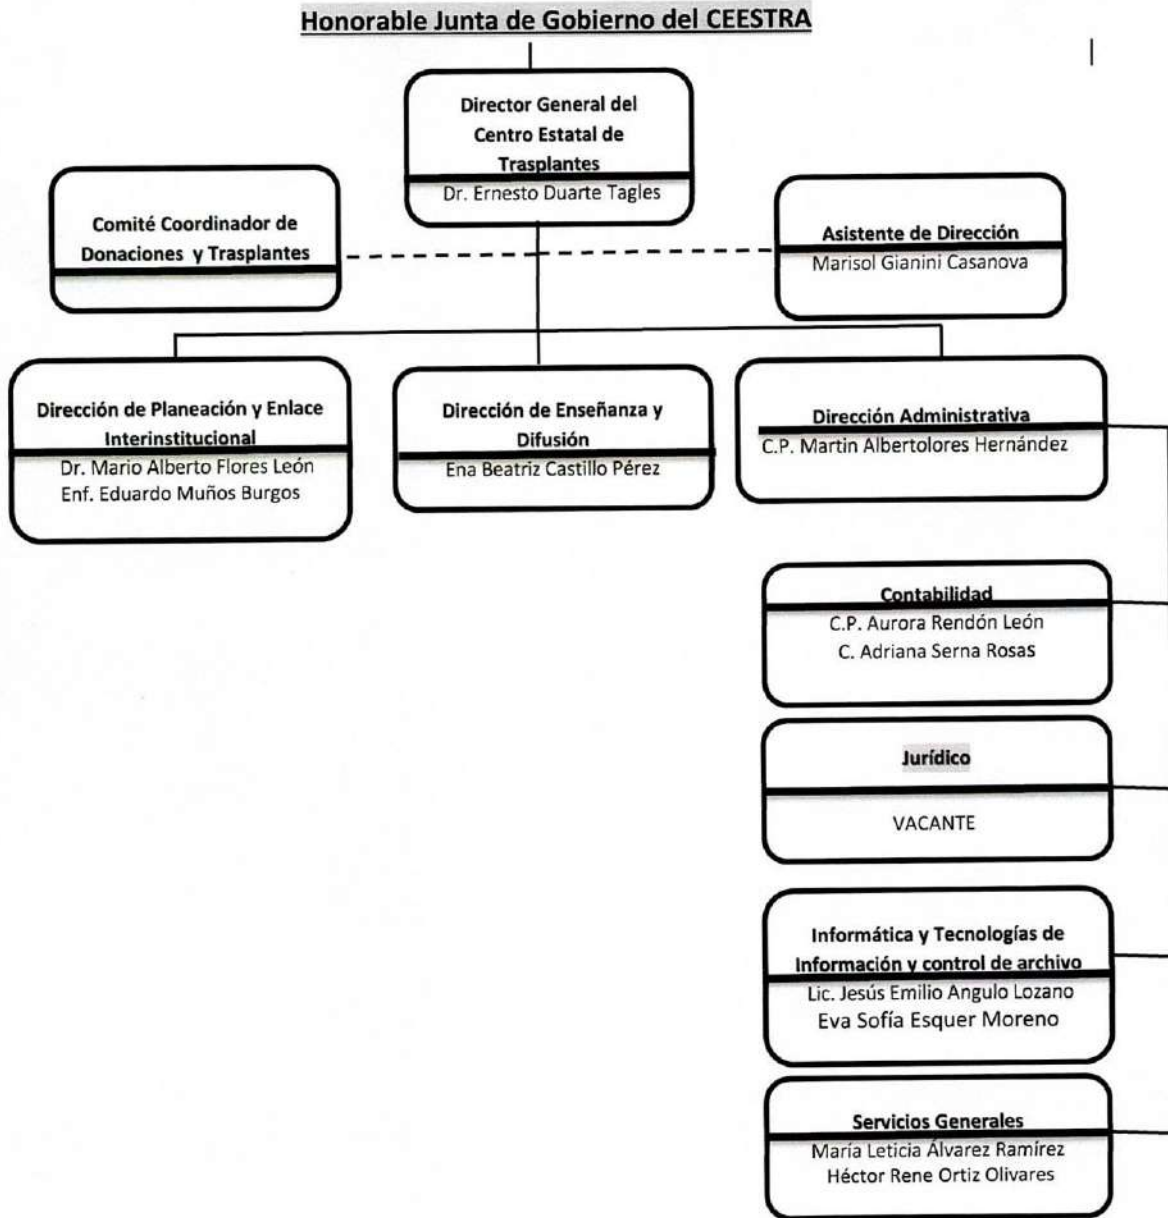 Honorable Junta de Gobierno del CEESTRA
Director General del
Centro Estatal de
Trasplantes
Dr. Ernesto Duarte Tagles
Comité Coordinador de
Donaciones y Trasplantes
Asistente de Dirección
Marisol Gianini Casanova
Dirección de Planeación y Enlace
Interinstitucional
Dr. Mario Alberto Flores León
Enf. Eduardo Muños Burgos
Dirección de Enseñanza y
Difusión
Ena Beatriz Castillo Pérez
Dirección Administrativa
C.P. Martin Albertolores Hernández
Contabilidad
C.P. Aurora Rendón León
C. Adriana Serna Rosas
Jurídico
VACANTE
Informática y Tecnologías de
Información y control de archivo
Lic. Jesús Emilio Angulo Lozano
Eva Sofía Esquer Moreno
Servicios Generales
María Leticia Álvarez Ramírez
Héctor Rene Ortiz Olivares